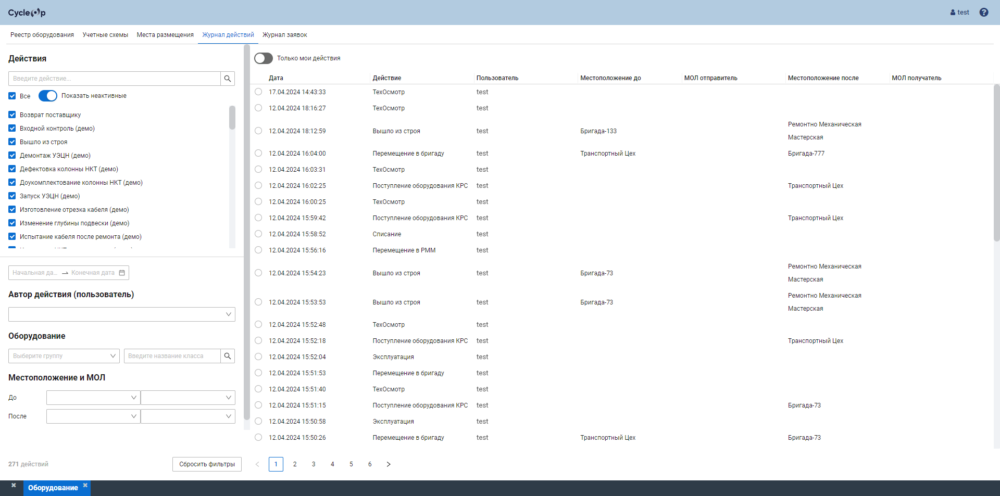 CycleOp
test
Реестр оборудования Учетные схемы Места размещения Журнал действий Журнал заявок
Действия
Введите действие...
Все Показать неактивные
Возврат поставщику
Входной контроль (демо)
Вышло из строя
Демонтаж УЭЦН (демо)
Дефектовка колонны НКТ (демо)
Доукомплектование колонны НКТ (демо)
Запуск УЭЦН (демо)
Изготовление отрезка кабеля (демо)
Изменение глубины подвески (демо)
Испытание кабеля после ремонта (демо)
Начальная да... Конечная дата
Автор действия (пользователь)
Оборудование
Выберите группу Введите название класса
Местоположение и МОЛ
До
После
271 действий Сбросить фильтры
Только мои действия
Дата Действие Пользователь Местоположение до МОЛ отправитель Местоположение после МОЛ получатель
17.04.2024 14:43:33 ТехОсмотр test
12.04.2024 18:16:27 ТехОсмотр test
12.04.2024 18:12:59 Вышло из строя test Бригада-133 Ремонтно Механическая
Мастерская
12.04.2024 16:04:00 Перемещение в бригаду test Транспортный Цех Бригада-777
12.04.2024 16:03:31 ТехОсмотр test
12.04.2024 16:02:25 Поступление оборудования КРС test Транспортный Цех
12.04.2024 16:00:25 ТехОсмотр test
12.04.2024 15:59:42 Поступление оборудования КРС test Транспортный Цех
12.04.2024 15:58:52 Списание test
12.04.2024 15:56:16 Перемещение в РММ test
12.04.2024 15:54:23 Вышло из строя test Бригада-73 Ремонтно Механическая
Мастерская
12.04.2024 15:53:53 Вышло из строя test Бригада-73 Ремонтно Механическая
Мастерская
12.04.2024 15:52:48 ТехОсмотр test
12.04.2024 15:52:18 Поступление оборудования КРС test Транспортный Цех
12.04.2024 15:52:04 Эксплуатация test
12.04.2024 15:51:53 Перемещение в бригаду test
12.04.2024 15:51:40 ТехОсмотр test
12.04.2024 15:51:15 Поступление оборудования КРС test Бригада-73
12.04.2024 15:50:58 Эксплуатация test
12.04.2024 15:50:26 Перемещение в бригаду test Транспортный Цех Бригада-73
1 2 3 4 5 6
Оборудование